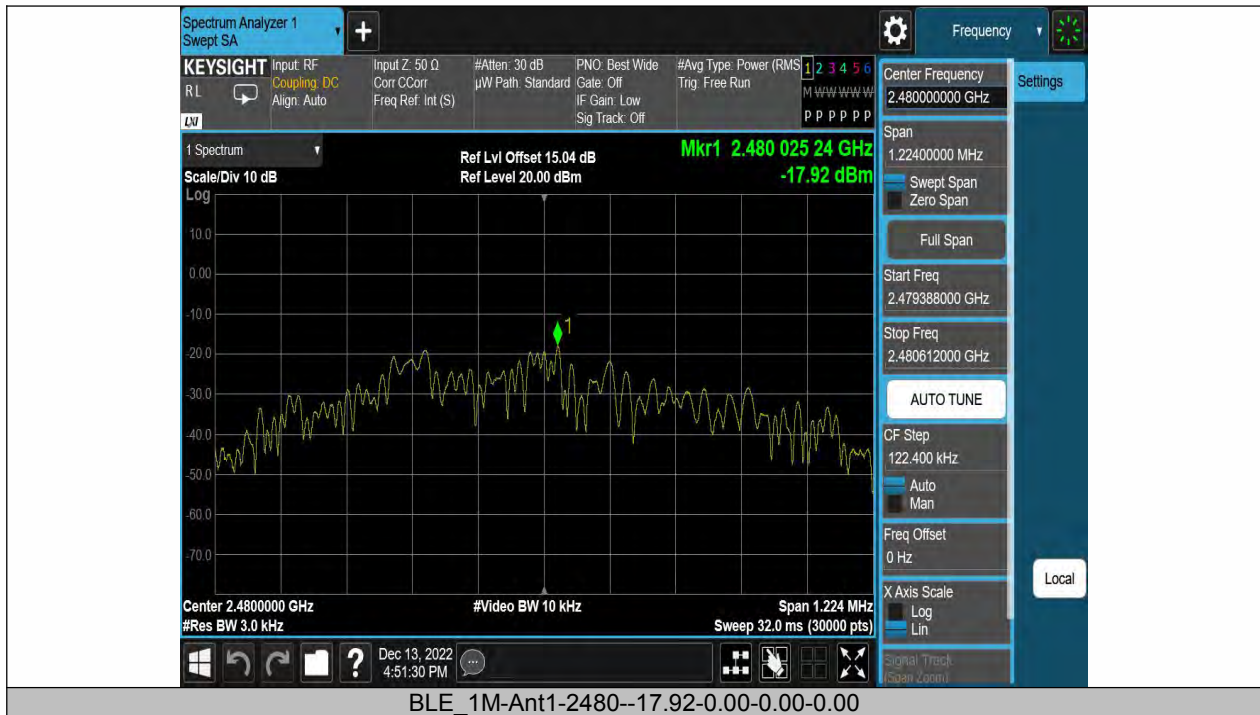 Spectrum Analyzer 1
Swept SA
+
Frequency
KEYSIGHT
RL
LXI
Input: RF
Coupling: DC
Align: Auto
Input Z: 50 Ω
Corr CCorr
Freq Ref: Int (S)
#Atten: 30 dB
µW Path: Standard
PNO: Best Wide
Gate: Off
IF Gain: Low
Sig Track: Off
#Avg Type: Power (RMS
Trig: Free Run
1 2 3 4 5 6
M W W W W W
P P P P P P
1 Spectrum
Scale/Div 10 dB
Log
Ref Lvl Offset 15.04 dB
Ref Level 20.00 dBm
Mkr1 2.480 025 24 GHz
-17.92 dBm
10.0
0.00
-10.0
-20.0
-30.0
-40.0
-50.0
-60.0
-70.0
1
Center 2.4800000 GHz
#Res BW 3.0 kHz
#Video BW 10 kHz
Span 1.224 MHz
Sweep 32.0 ms (30000 pts)
Center Frequency
2.480000000 GHz
Settings
Span
1.22400000 MHz
Swept Span
Zero Span
Full Span
Start Freq
2.479388000 GHz
Stop Freq
2.480612000 GHz
AUTO TUNE
CF Step
122.400 kHz
Auto
Man
Freq Offset
0 Hz
X Axis Scale
Log
Lin
Local
Signal Track
(Span Zoom)
?
Dec 13, 2022
4:51:30 PM
BLE_1M-Ant1-2480--17.92-0.00-0.00-0.00